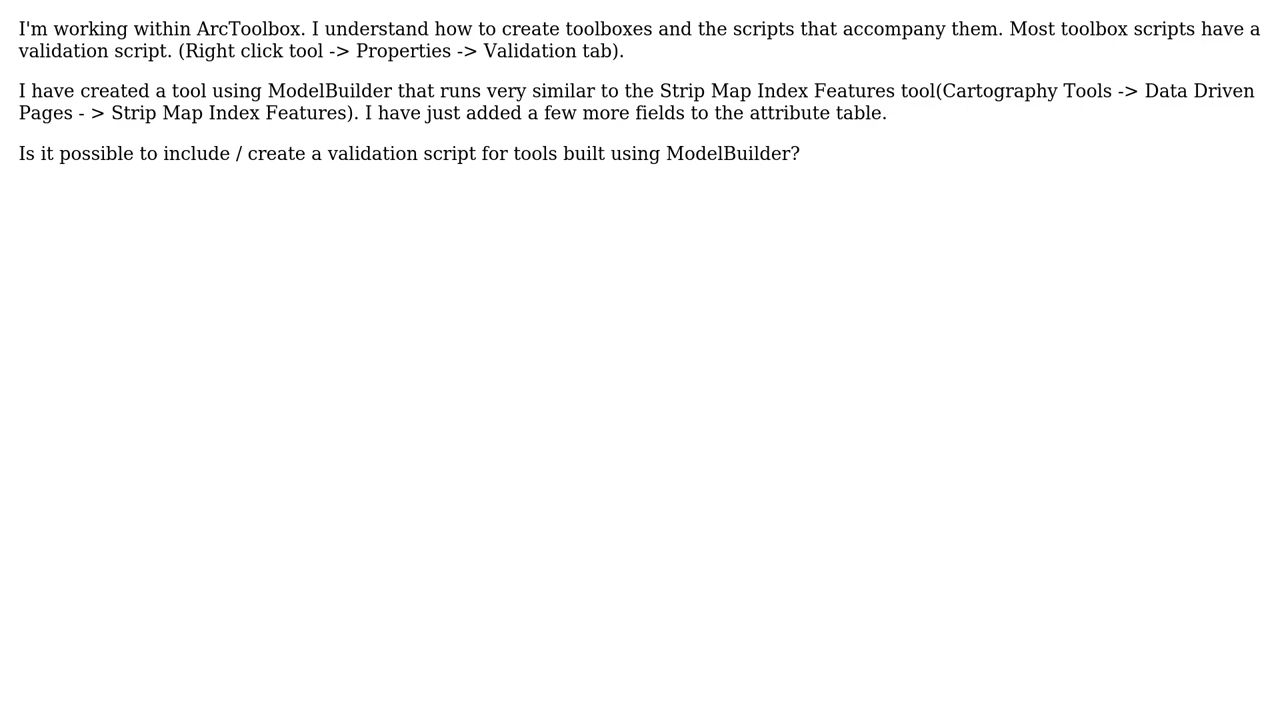 I'm working within ArcToolbox. I understand how to create toolboxes and the scripts that accompany them. Most toolbox scripts have a
validation script. (Right click tool -> Properties -> Validation tab).
I have created a tool using ModelBuilder that runs very similar to the Strip Map Index Features tool(Cartography Tools -> Data Driven
Pages - > Strip Map Index Features). I have just added a few more fields to the attribute table.
Is it possible to include / create a validation script for tools built using ModelBuilder?